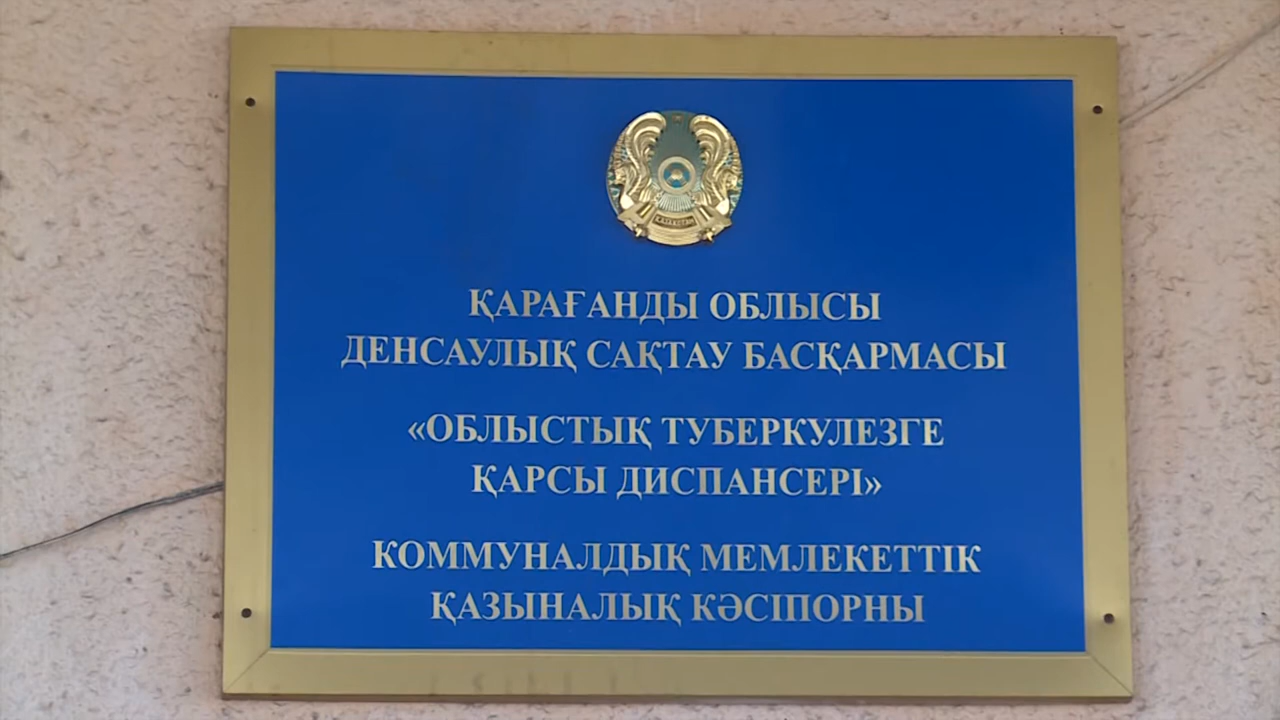 ҚАРАҒАНДЫ ОБЛЫСЫ
ДЕНСАУЛЫҚ САҚТАУ БАСҚАРМАСЫ
«ОБЛЫСТЫҚ ТУБЕРКУЛЕЗГЕ
ҚАРСЫ ДИСПАНСЕРІ»
КОММУНАЛДЫҚ МЕМЛЕКЕТТІК
ҚАЗЫНАЛЫҚ КӘСІПОРНЫ